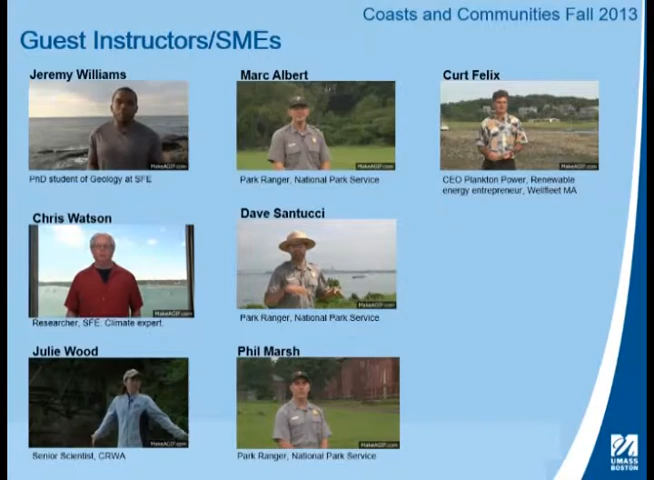 Coasts and Communities Fall 2013
Guest Instructors/SMEs
Jeremy Williams
MakeAGIF.com
PhD student of Geology at SFE
Marc Albert
MakeAGIF.com
Park Ranger, National Park Service
Curt Felix
MakeAGIF.com
CEO Plankton Power, Renewable
energy entrepreneur, Wellfleet MA
Chris Watson
MakeAGIF.com
Researcher, SFE. Climate expert.
Dave Santucci
MakeAGIF.com
Park Ranger, National Park Service
Julie Wood
MakeAGIF.com
Senior Scientist, CRWA
Phil Marsh
MakeAGIF.com
Park Ranger, National Park Service
UMASS
BOSTON